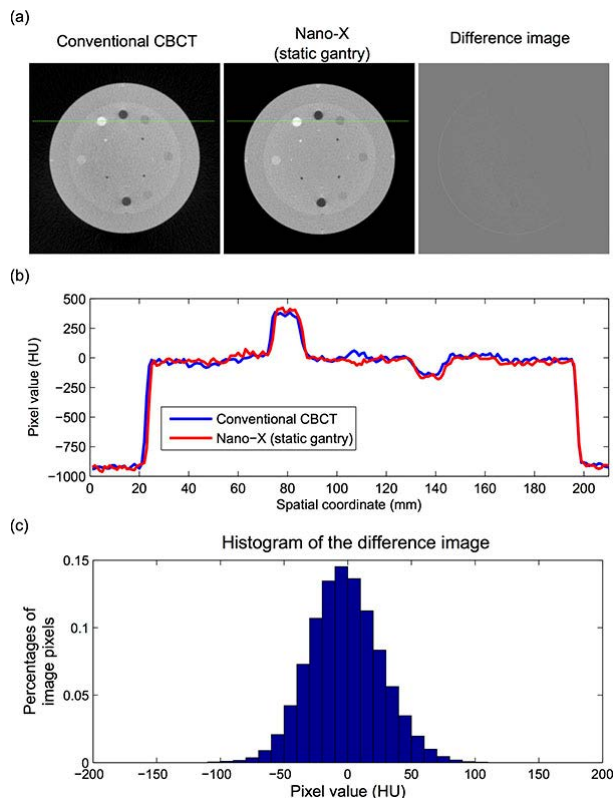 (a)
Conventional CBCT
Nano-X
(static gantry)
Difference image
(b)
Pixel value (HU)
500
250
0
−250
−500
−750
−1000
Conventional CBCT
Nano−X (static gantry)
0 20 40 60 80 100 120 140 160 180 200
Spatial coordinate (mm)
(c)
Histogram of the difference image
Percentages of
image pixels
0.15
0.1
0.05
0
−200 −150 −100 −50 0 50 100 150 200
Pixel value (HU)